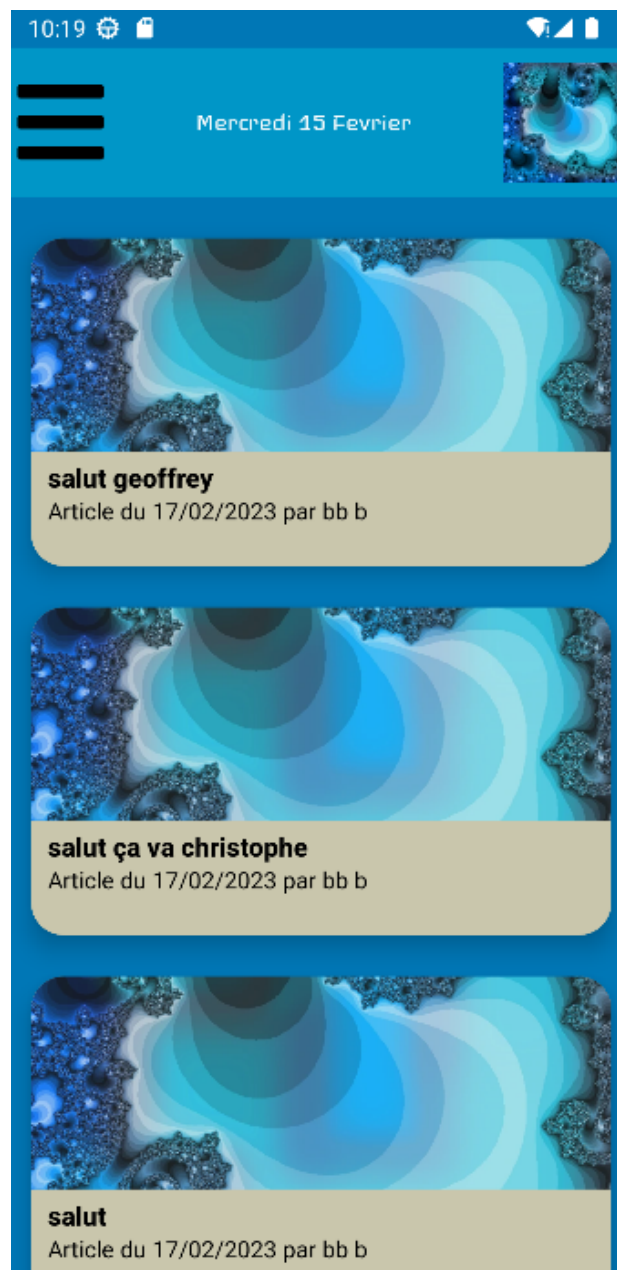 10:19
Mercredi 15 Fevrier
salut geoffrey
Article du 17/02/2023 par bb b
salut ça va christophe
Article du 17/02/2023 par bb b
salut
Article du 17/02/2023 par bb b